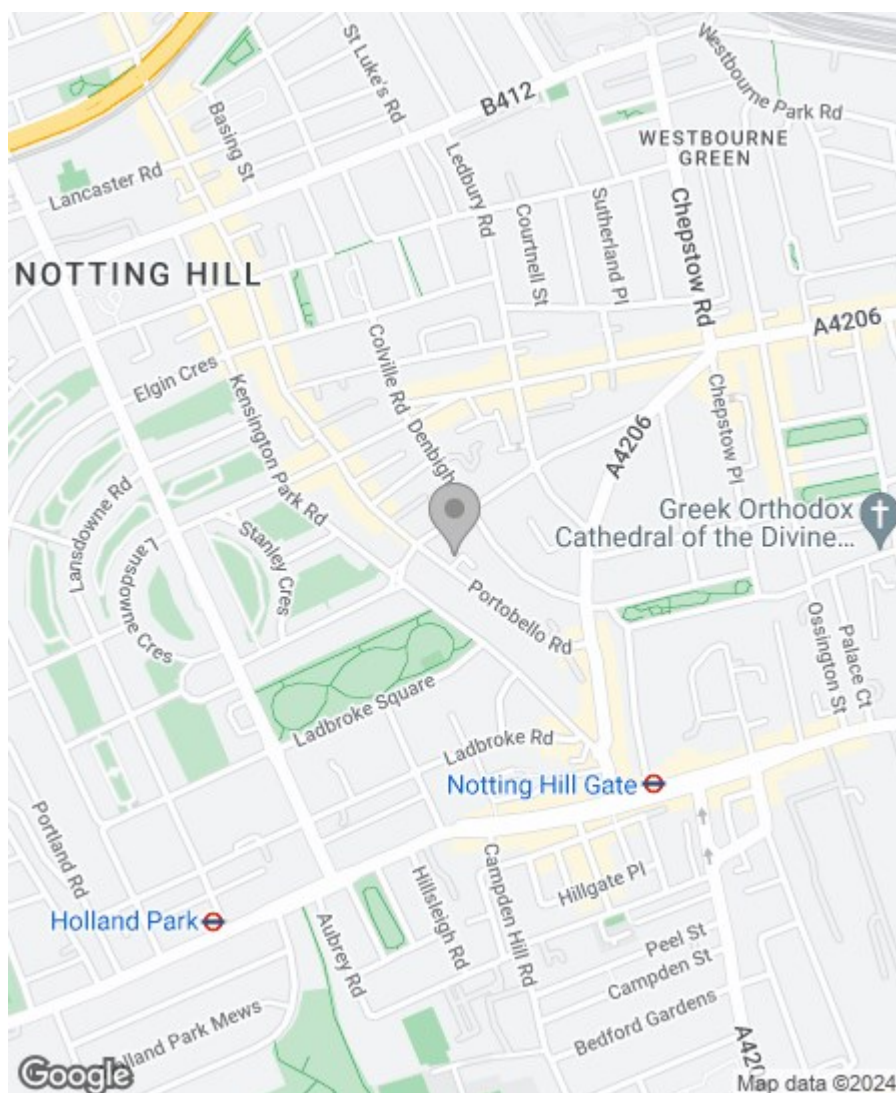 St Luke's Rd
Westbourne Park Rd
B412
Basing St
WESTBOURNE
GREEN
Lancaster Rd
Ledbury Rd
Sutherland Pl
Courtnell St
Chepstow Rd
NOTTING HILL
A4206
Colville Rd
Elgin Cres
Kensington Park Rd
Chepstow Pl
Denbigh
A4206
Lansdowne Rd
Greek Orthodox
Cathedral of the Divine...
Stanley Cres
Lansdowne Cres
Portobello Rd
Ossington St
Palace Ct
Ladbroke Square
Ladbroke Rd
Notting Hill Gate
Portland Rd
Campden Hill Rd
Hillsleigh Rd
Hillgate Pl
Holland Park
Aubrey Rd
Peel St
Campden St
Bedford Gardens
olland Park Mews
A420
Google
Map data ©2024